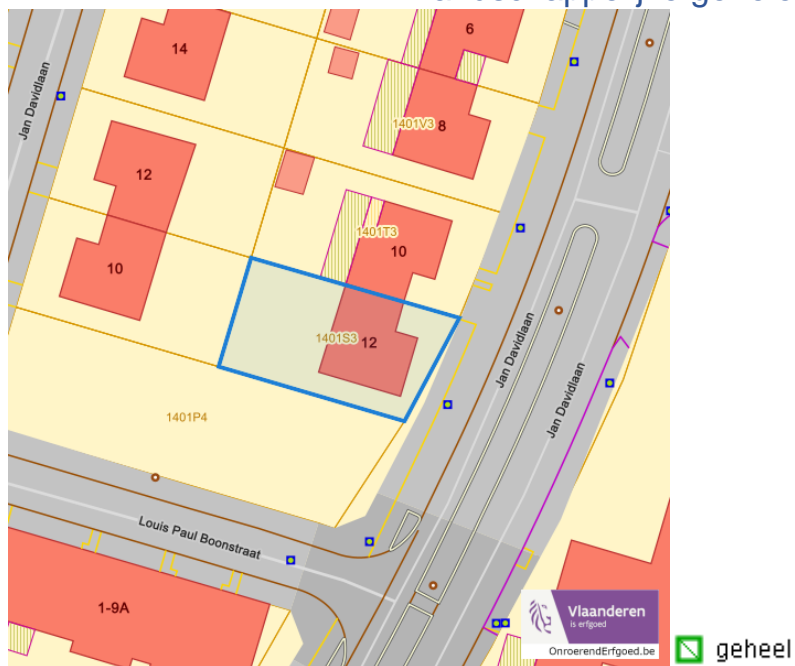 14
6
Jan Davidlaan
1401V3
8
12
1401T3
10
10
1401S3
12
Jan Davidlaan
Jan Davidlaan
1401P4
Louis Paul Boonstraat
1-9A
Vlaanderen
is erfgoed
OnroerendErfgoed.be
geheel